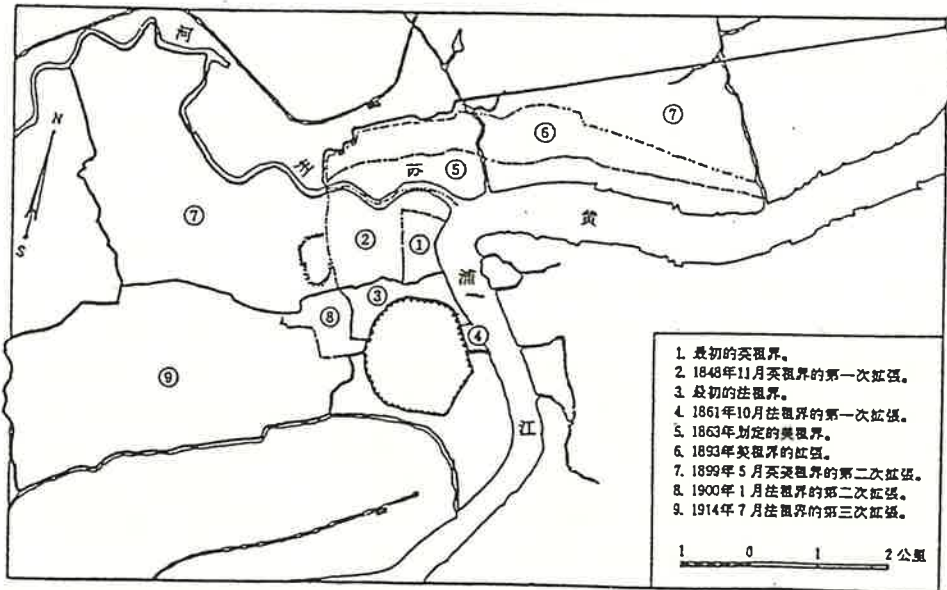 河
N
S
州
苏
⑥
⑦
⑤
⑦
②
①
黄
浦
③
⑧
④
⑨
江
1. 最初的英租界。
2. 1848年11月英租界的第一次扩张。
3. 最初的法租界。
4. 1861年10月法租界的第一次扩张。
5. 1863年划定的美租界。
6. 1893年美租界的扩张。
7. 1899年5月英美租界的第二次扩张。
8. 1900年1月法租界的第二次扩张。
9. 1914年7月法租界的第三次扩张。
1 0 1 2 公里